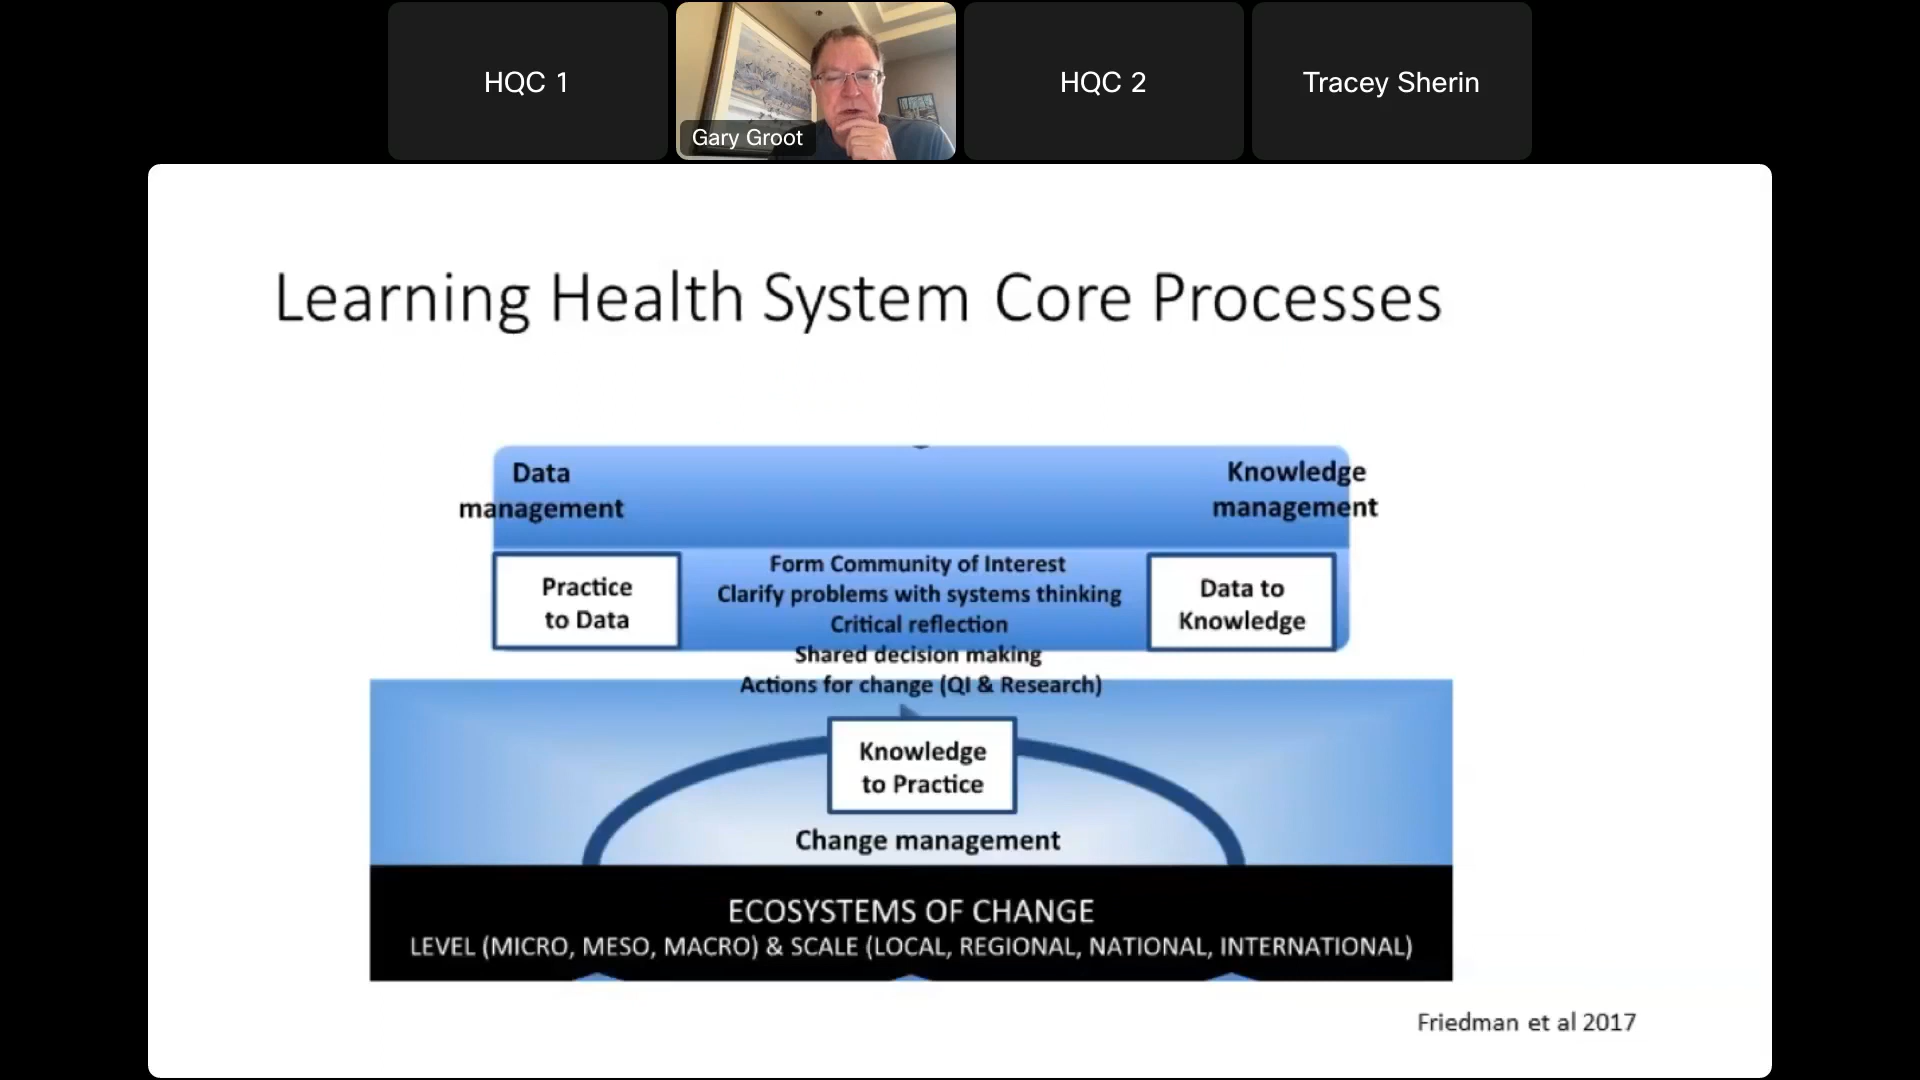 HQC 1
Gary Groot
HQC 2
Tracey Sherin
Learning Health System Core Processes
Data
management
Knowledge
management
Practice
to Data
Form Community of Interest
Clarify problems with systems thinking
Critical reflection
Shared decision making
Actions for change (QI & Research)
Data to
Knowledge
Knowledge
to Practice
Change management
ECOSYSTEMS OF CHANGE
LEVEL (MICRO, MESO, MACRO) & SCALE (LOCAL, REGIONAL, NATIONAL, INTERNATIONAL)
Friedman et al 2017